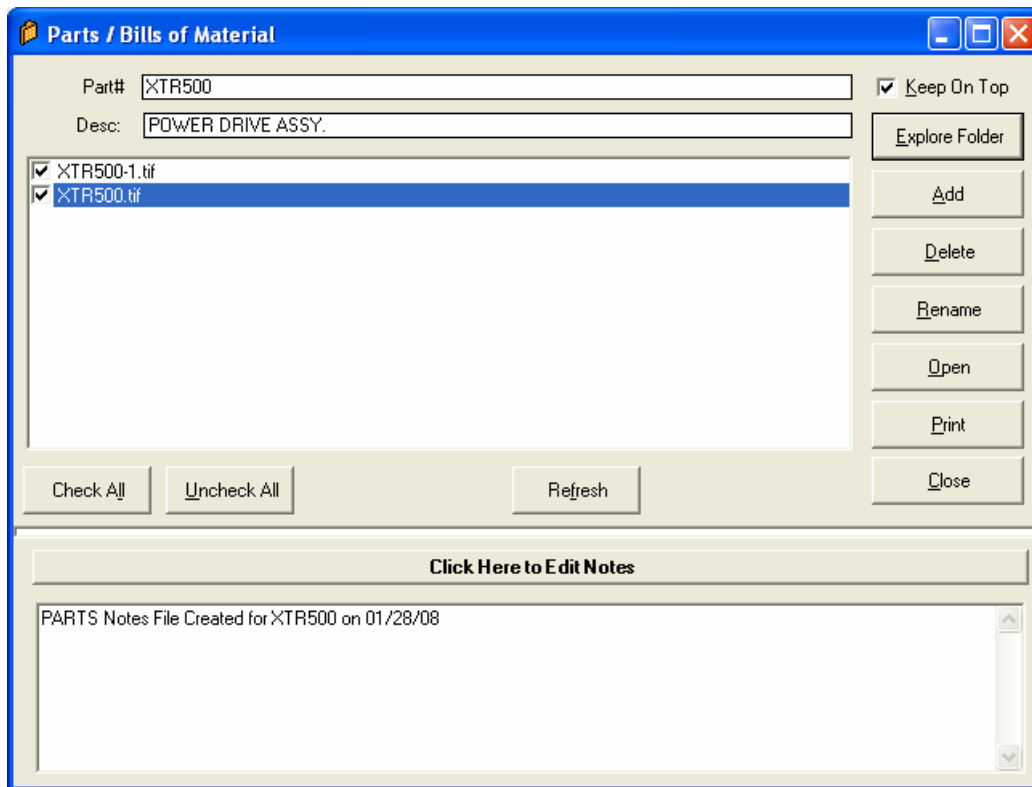 Parts / Bills of Material
Part# XTR500
Keep On Top
Desc: POWER DRIVE ASSY.
Explore Folder
XTR500-1.tif
XTR500.tif
Add
Delete
Rename
Open
Print
Close
Check All Uncheck All Refresh
Click Here to Edit Notes
PARTS Notes File Created for XTR500 on 01/28/08